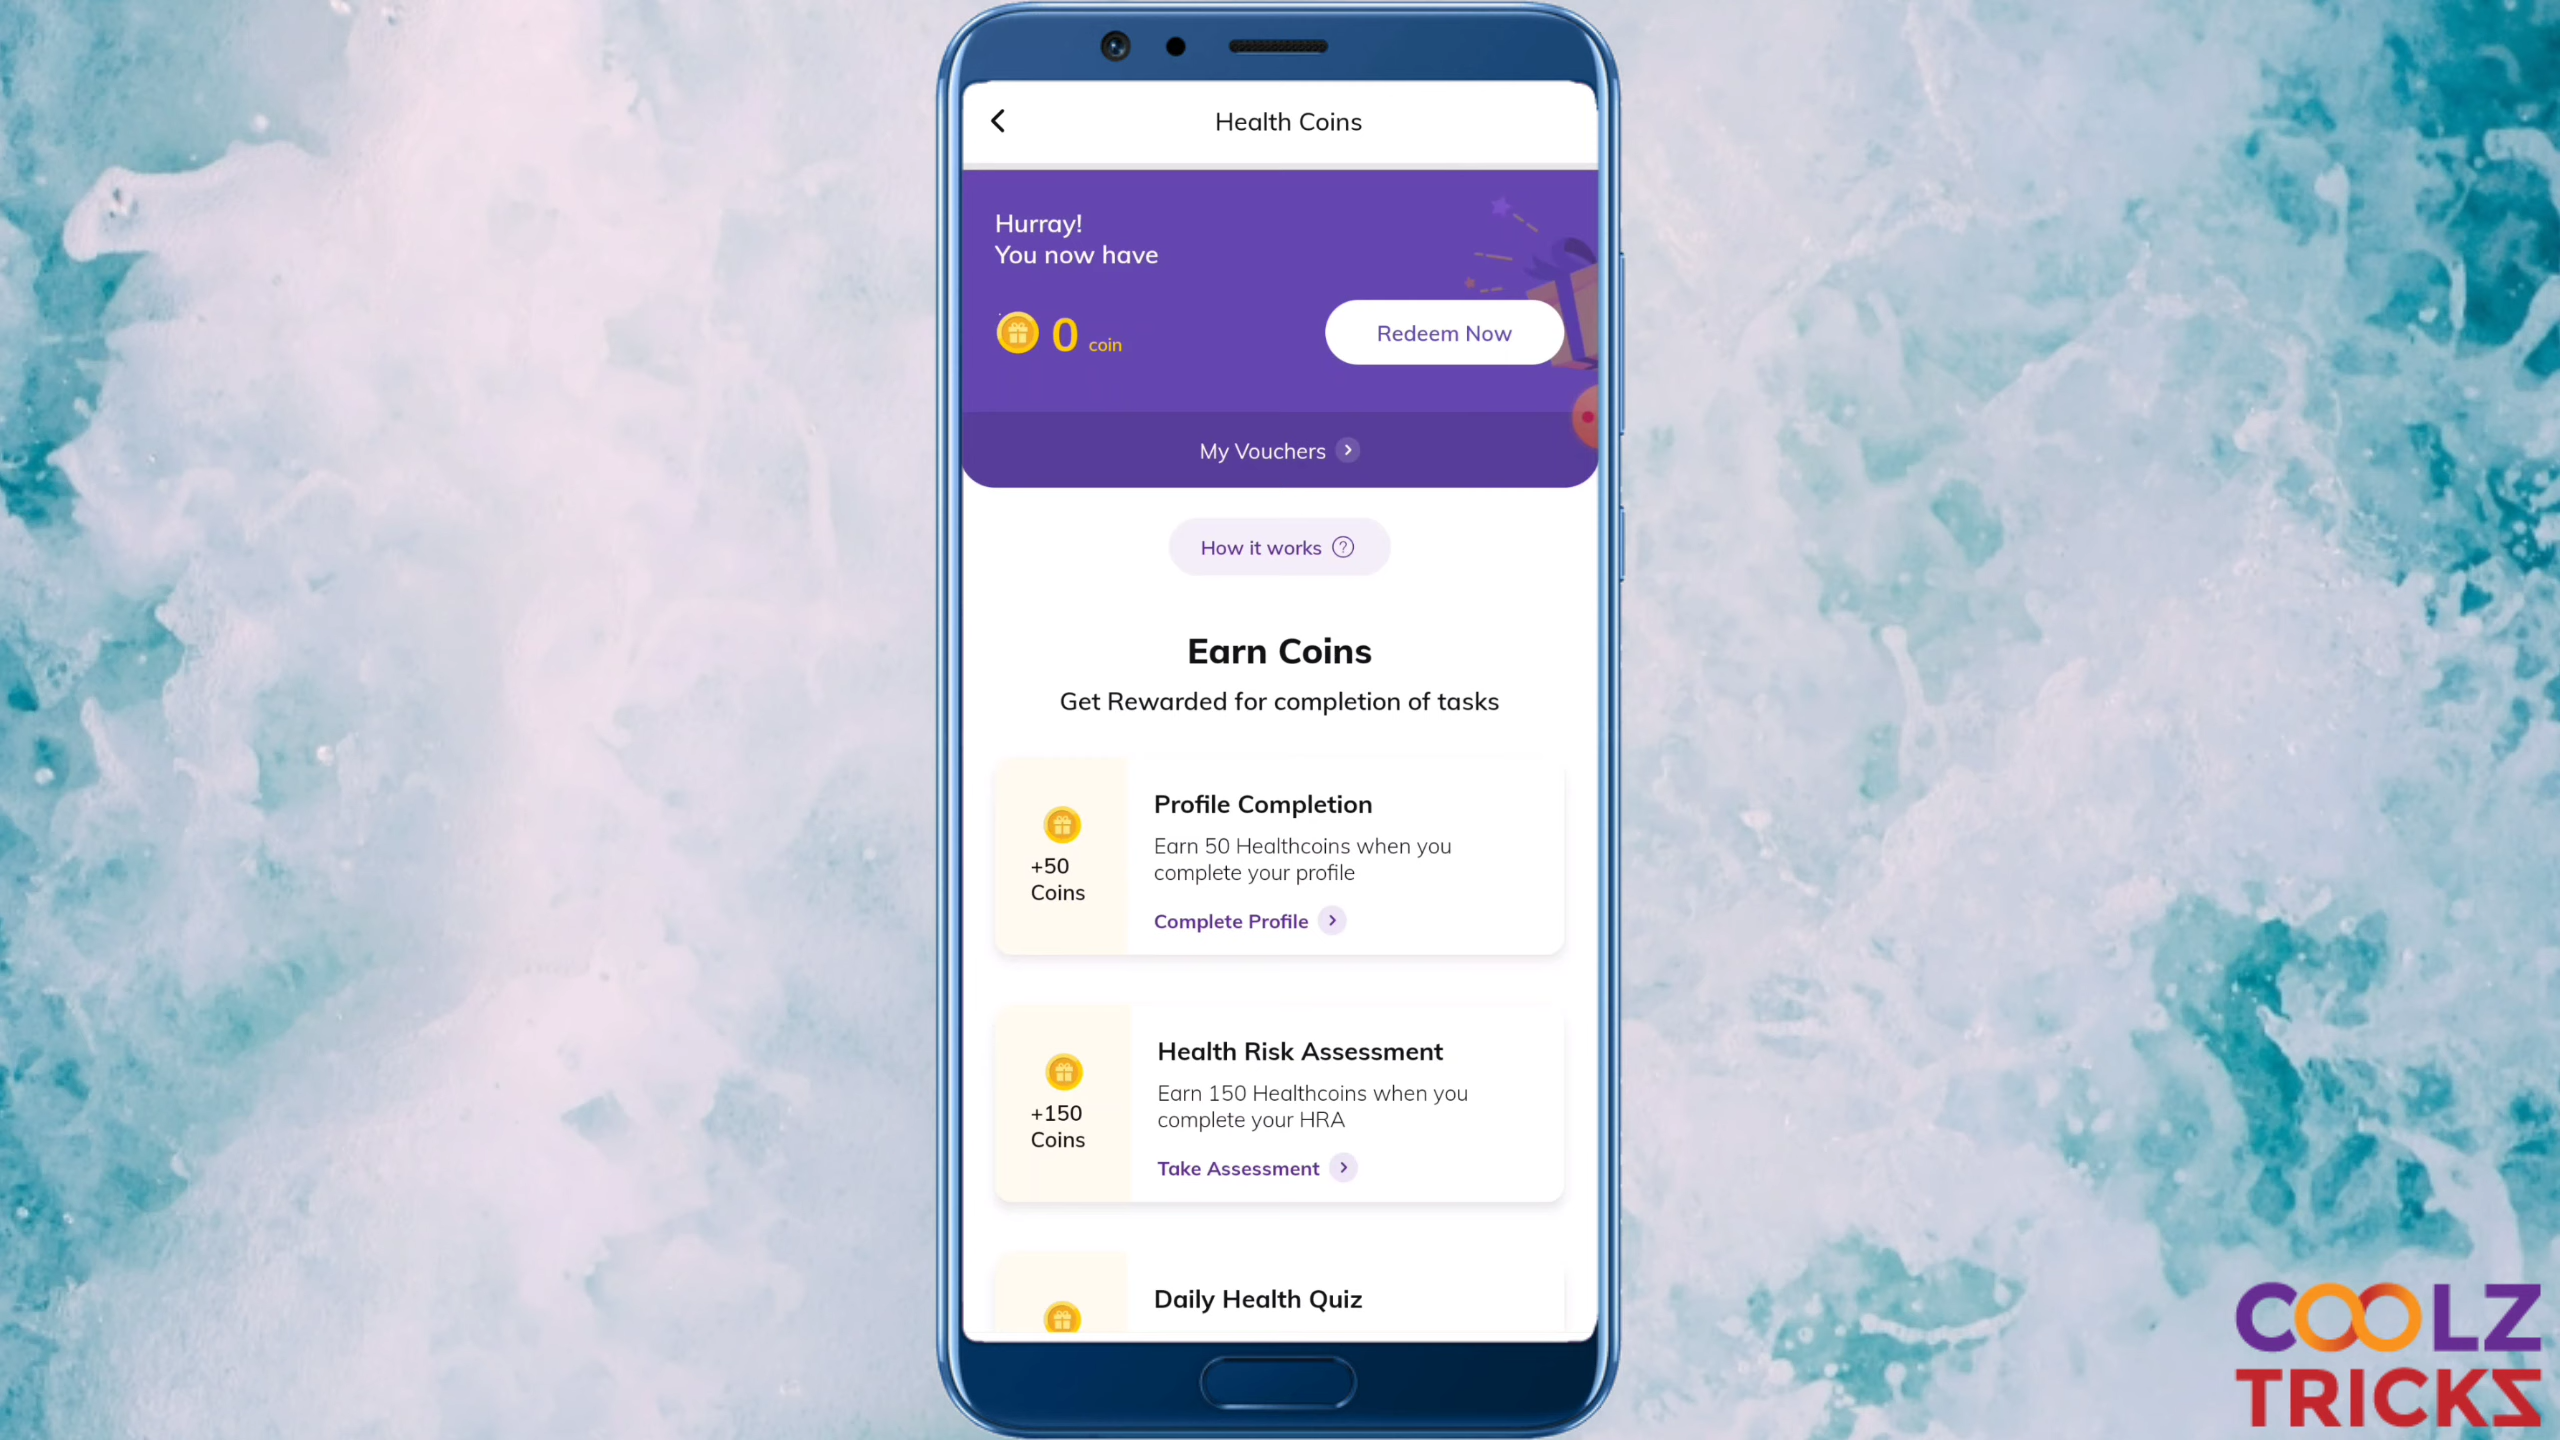 Health Coins
Hurray!
You now have
0 coin
Redeem Now
My Vouchers
How it works ?
Earn Coins
Get Rewarded for completion of tasks
+50
Coins
Profile Completion
Earn 50 Healthcoins when you
complete your profile
Complete Profile
+150
Coins
Health Risk Assessment
Earn 150 Healthcoins when you
complete your HRA
Take Assessment
Daily Health Quiz
COOLZ
TRICKS